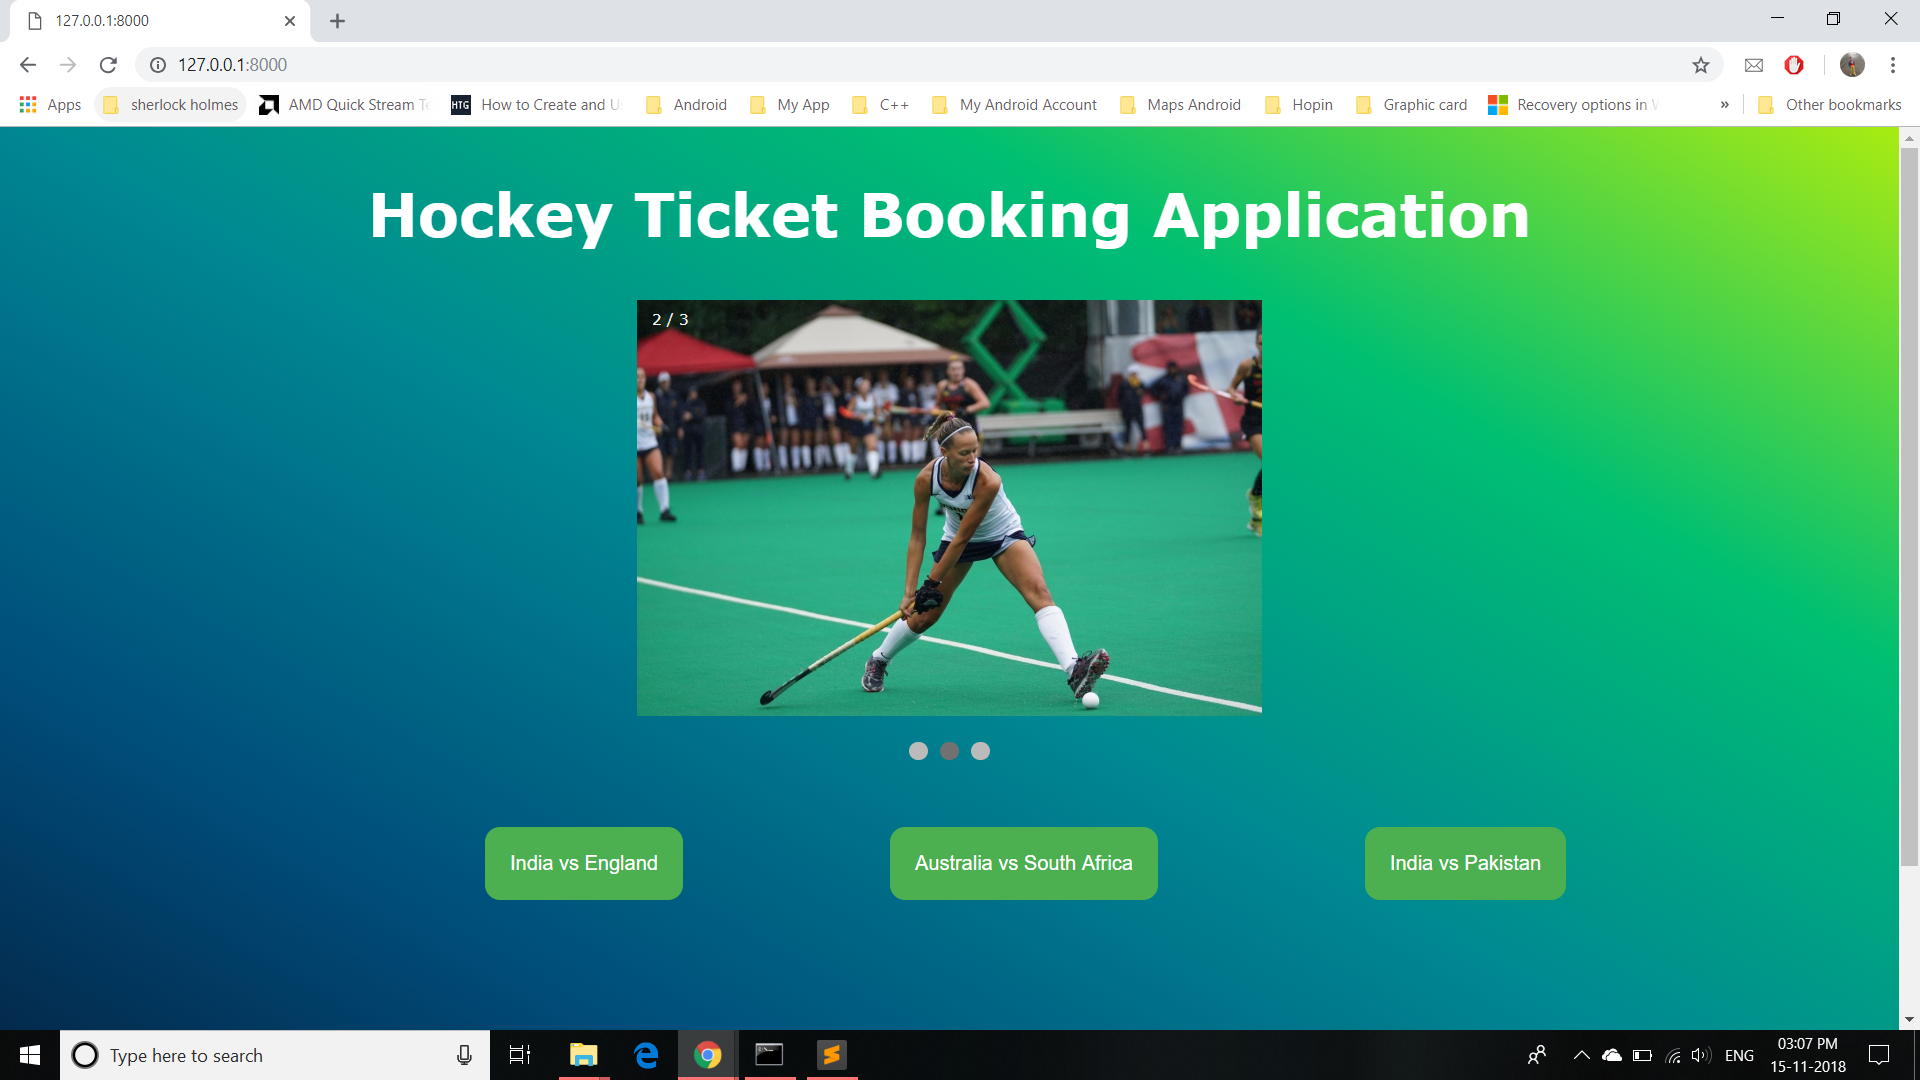 127.0.0.1:8000
127.0.0.1:8000
Apps sherlock holmes AMD Quick Stream HTG How to Create and Android My App C++ My Android Account Maps Android Hopin Graphic card Recovery options in » Other bookmarks
Hockey Ticket Booking Application
2 / 3
India vs England Australia vs South Africa India vs Pakistan
Type here to search ENG 03:07 PM
15-11-2018